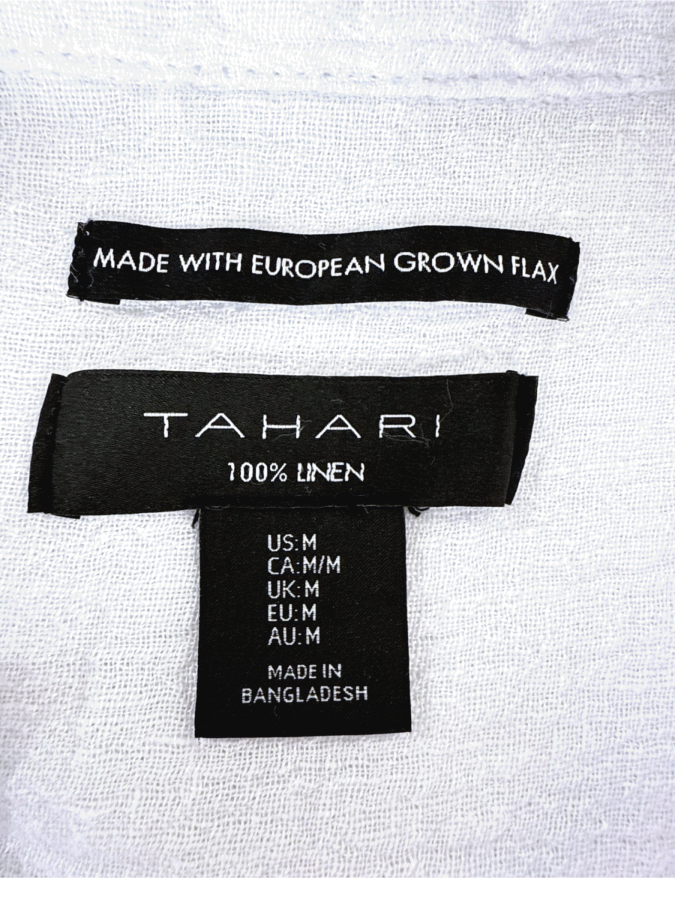 MADE WITH EUROPEAN GROWN FLAX
TAHARI
100% LINEN
US:M
CA:M/M
UK:M
EU:M
AU:M
MADE IN
BANGLADESH